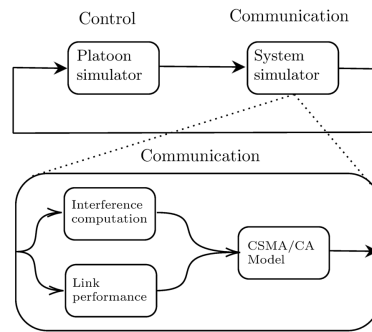 Control
Communication
Platoon
simulator
System
simulator
Communication
Interference
computation
Link
performance
CSMA/CA
Model